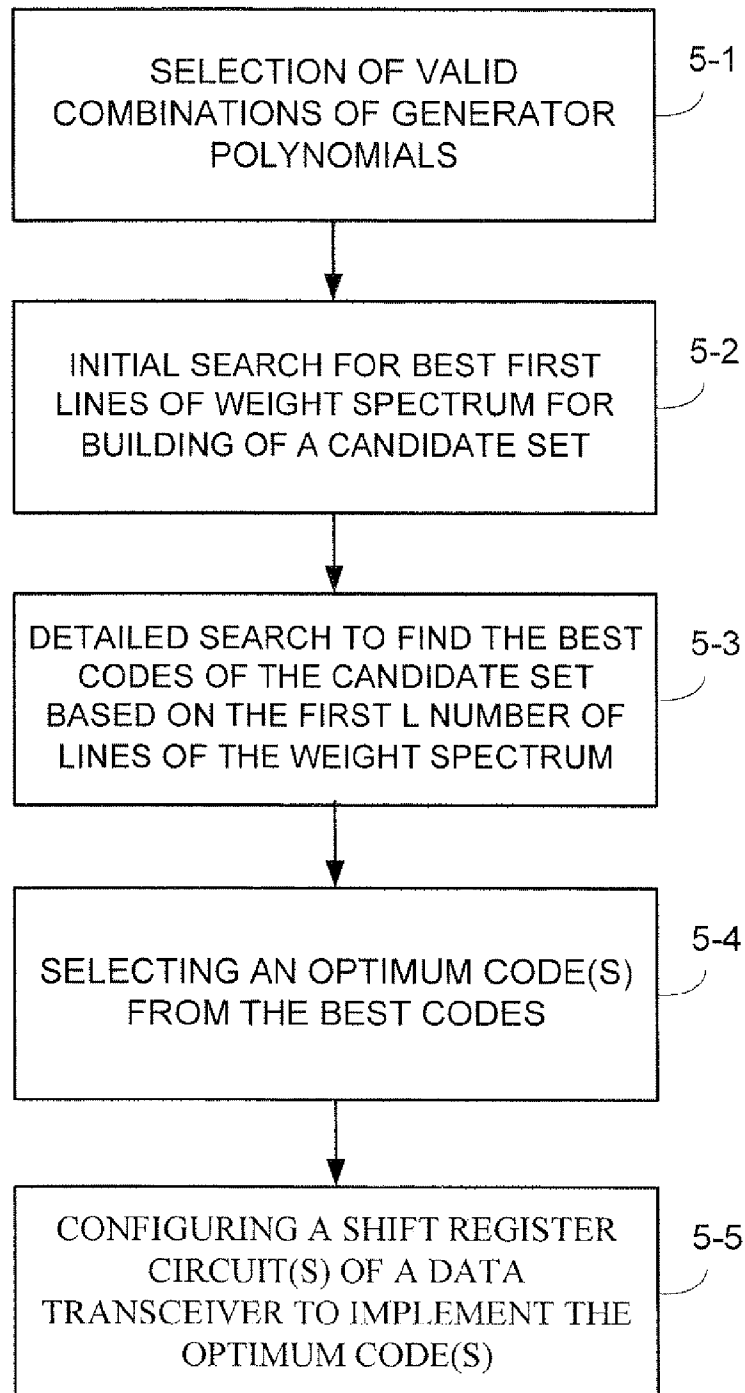 SELECTION OF VALID
COMBINATIONS OF GENERATOR
POLYNOMIALS
5-1
INITIAL SEARCH FOR BEST FIRST
LINES OF WEIGHT SPECTRUM FOR
BUILDING OF A CANDIDATE SET
5-2
DETAILED SEARCH TO FIND THE BEST
CODES OF THE CANDIDATE SET
BASED ON THE FIRST L NUMBER OF
LINES OF THE WEIGHT SPECTRUM
5-3
SELECTING AN OPTIMUM CODE(S)
FROM THE BEST CODES
5-4
CONFIGURING A SHIFT REGISTER
CIRCUIT(S) OF A DATA
TRANSCEIVER TO IMPLEMENT THE
OPTIMUM CODE(S)
5-5